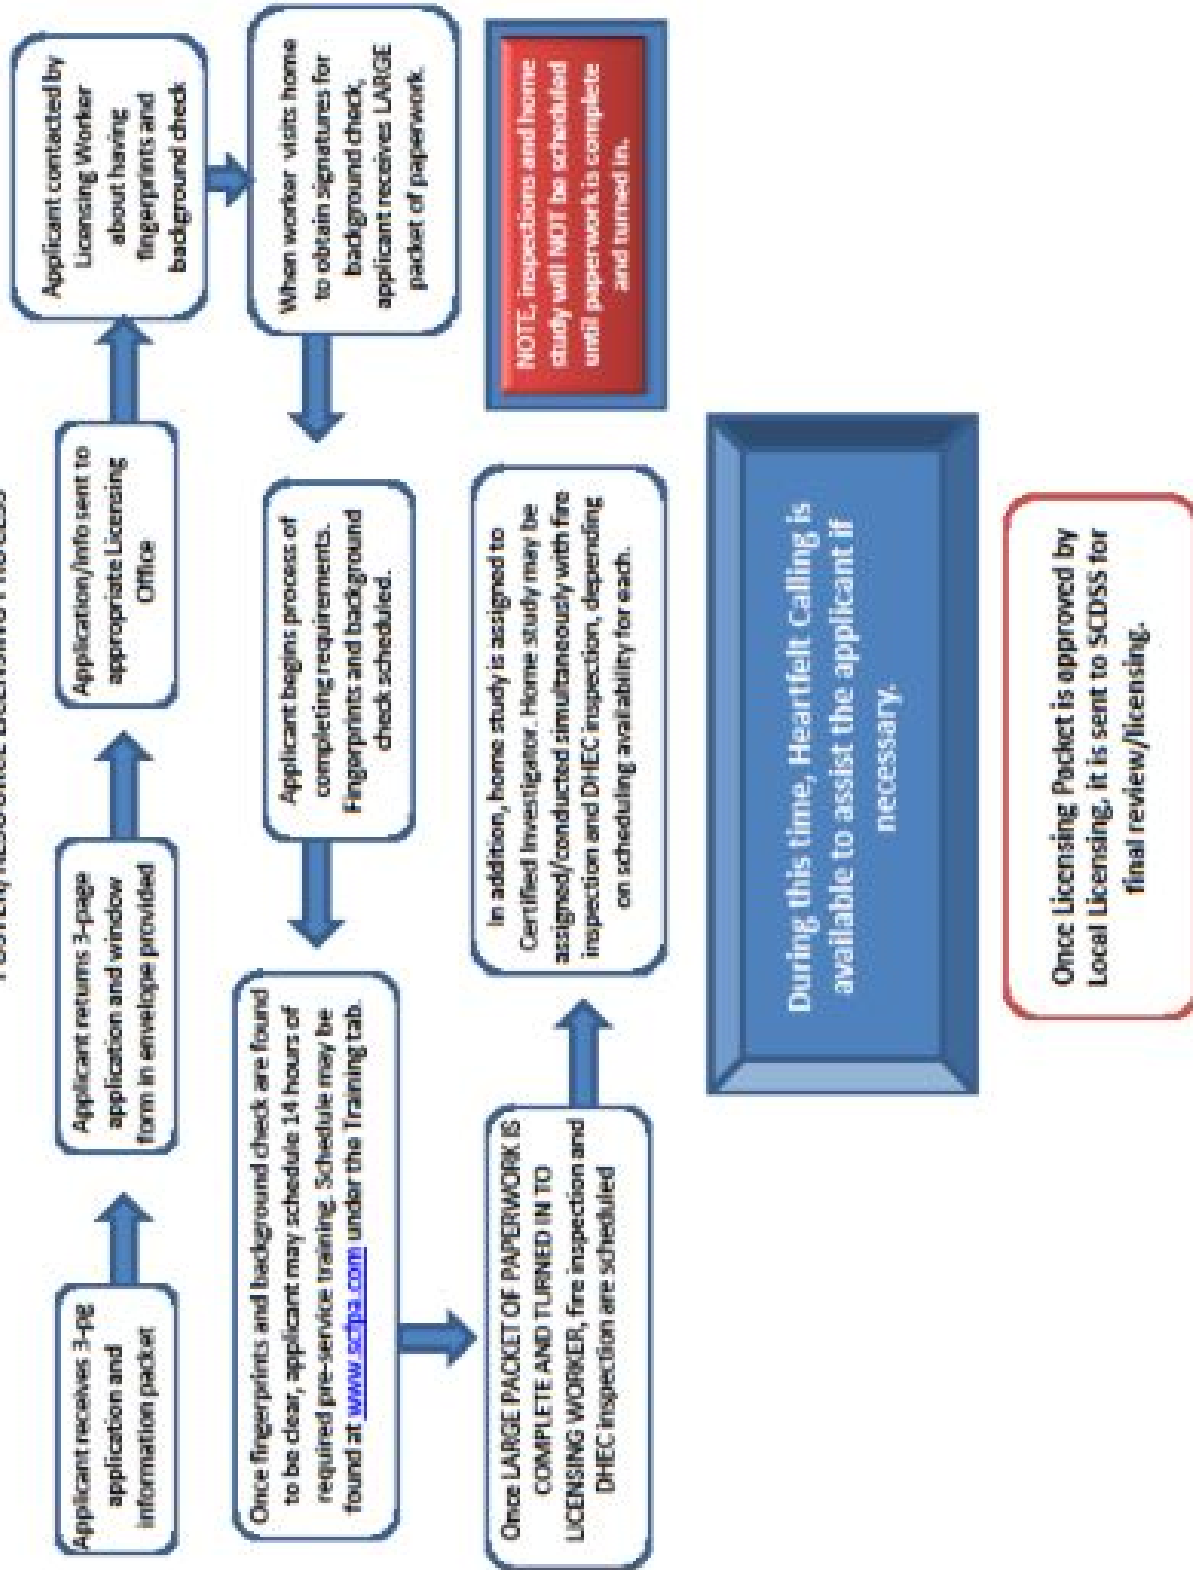 Applicant receives 3-pg
application and
information packet
Applicant returns 3-page
application and window
form in envelope provided
Application/info sent to
appropriate Licensing
Office
Applicant contacted by
Licensing Worker
about having
fingerprints and
background check
When worker visits home
to obtain signatures for
background check,
applicant receives LARGE
packet of paperwork.
Applicant begins process of
completing requirements.
Fingerprints and background
check scheduled.
Once fingerprints and background check are found
to be clear, applicant may schedule 14 hours of
required pre-service training. Schedule may be
found at www.scfpa.com under the Training tab.
Once LARGE PACKET OF PAPERWORK IS
COMPLETE AND TURNED IN TO
LICENSING WORKER, fire inspection and
DHEC inspection are scheduled
In addition, home study is assigned to
Certified Investigator. Home study may be
assigned/conducted simultaneously with fire
inspection and DHEC inspection, depending
on scheduling availability for each.
NOTE, inspections and home
study will NOT be scheduled
until paperwork is complete
and turned in.
During this time, Heartfelt Calling is
available to assist the applicant if
necessary.
Once Licensing Packet is approved by
Local Licensing, it is sent to SCDSS for
final review/licensing.